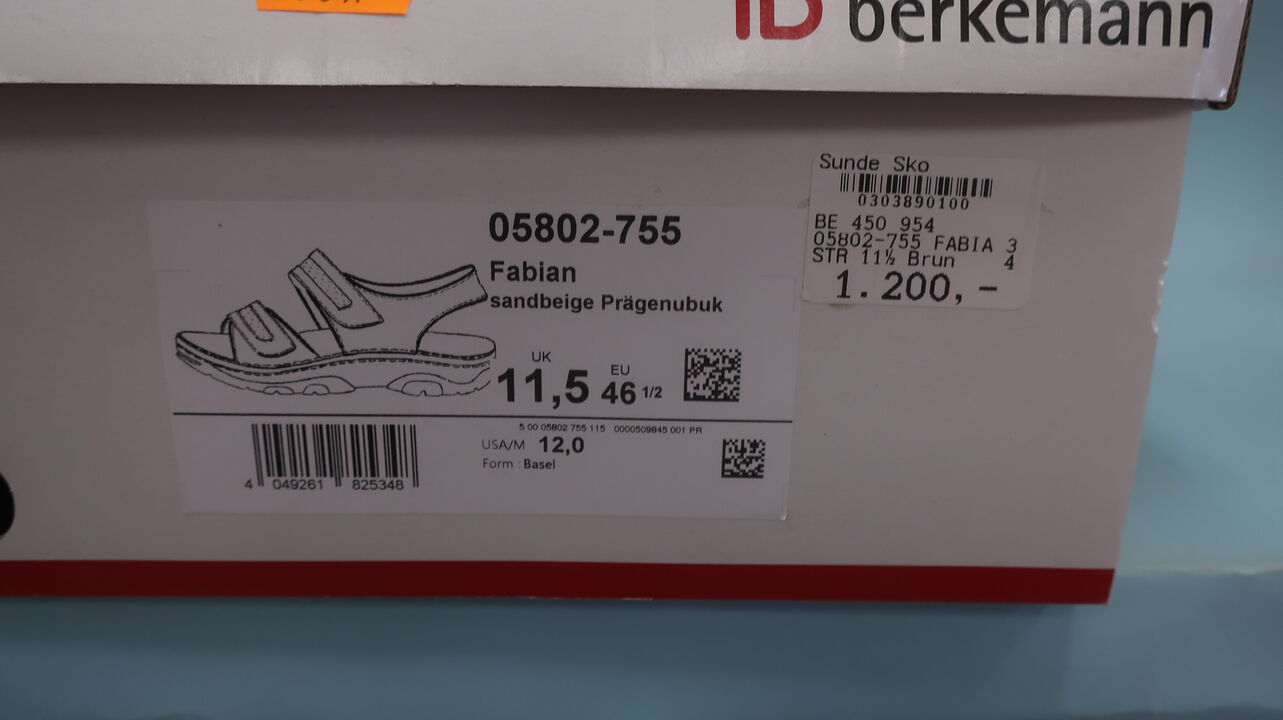 berkemann
Sunde Sko
0303890100
BE 450 954
05802-755 FABIA 3
STR 11½ Brun 4
1.200,-
05802-755
Fabian
sandbeige Prägenubuk
UK
11,5
EU
46 1/2
5 00 05802 755 115 0000509845 001 PR
USA/M 12,0
Form : Basel
4 049261 825348